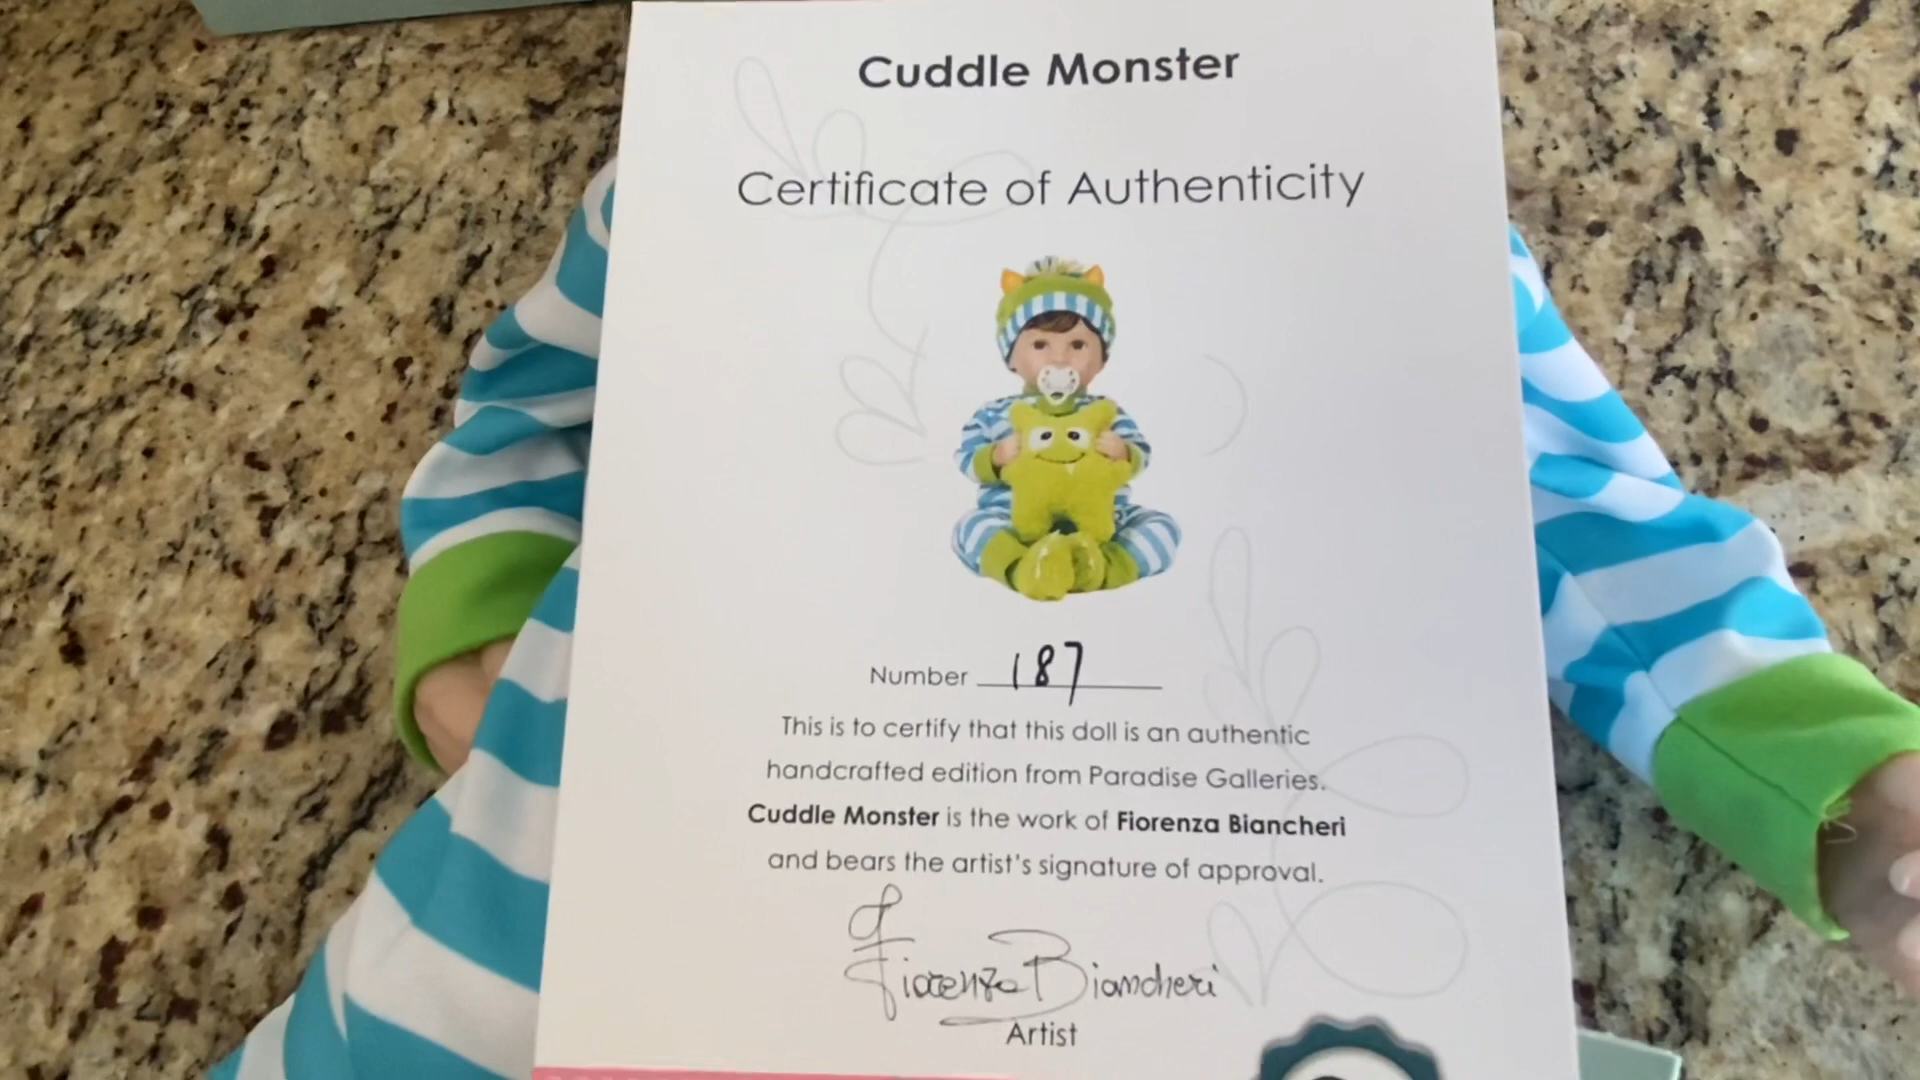 Cuddle Monster
Certificate of Authenticity
Number 187
This is to certify that this doll is an authentic
handcrafted edition from Paradise Galleries.
Cuddle Monster is the work of Fiorenza Biancheri
and bears the artist's signature of approval.
Fiorenza Biancheri
Artist